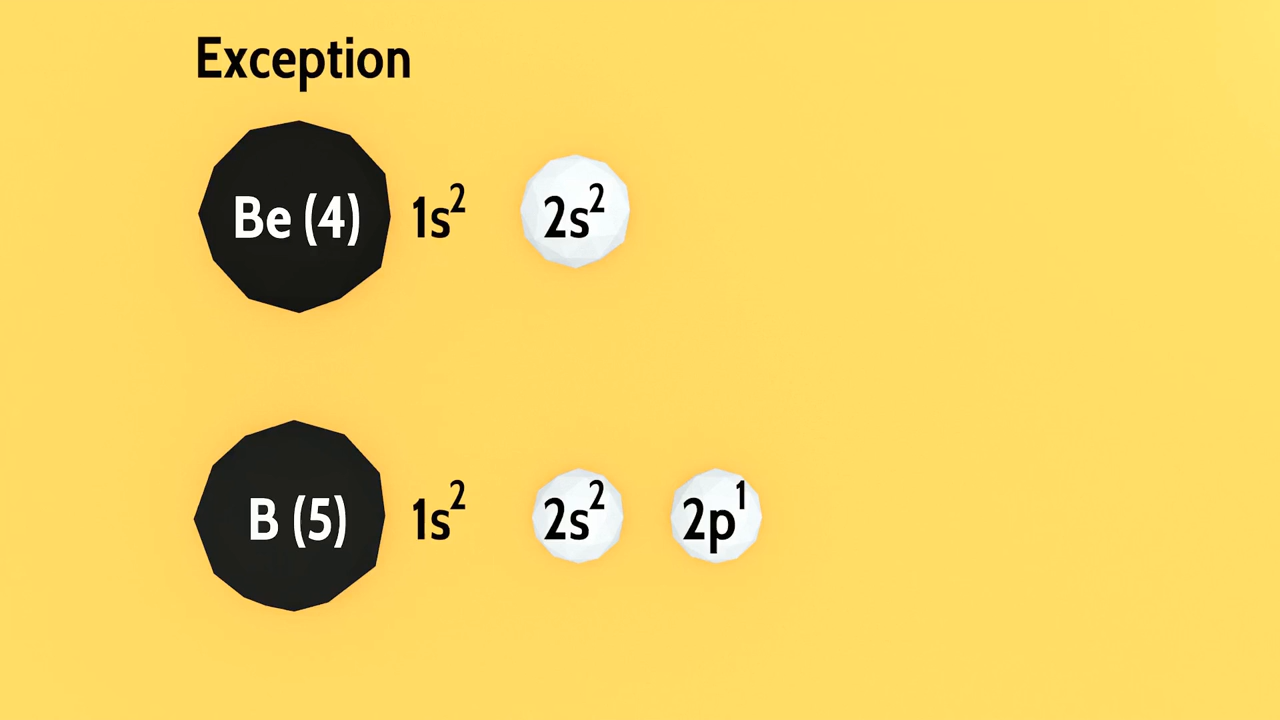 Exception
Be (4) 1s² 2s²
B (5) 1s² 2s² 2p¹